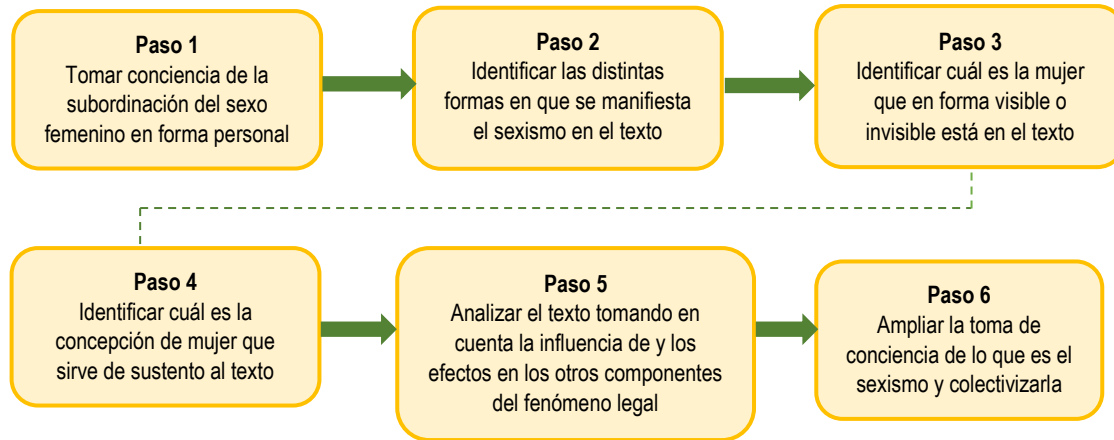 Paso 1
Tomar conciencia de la
subordinación del sexo
femenino en forma personal
Paso 2
Identificar las distintas
formas en que se manifiesta
el sexismo en el texto
Paso 3
Identificar cuál es la mujer
que en forma visible o
invisible está en el texto
Paso 4
Identificar cuál es la
concepción de mujer que
sirve de sustento al texto
Paso 5
Analizar el texto tomando en
cuenta la influencia de y los
efectos en los otros componentes
del fenómeno legal
Paso 6
Ampliar la toma de
conciencia de lo que es el
sexismo y colectivizarla